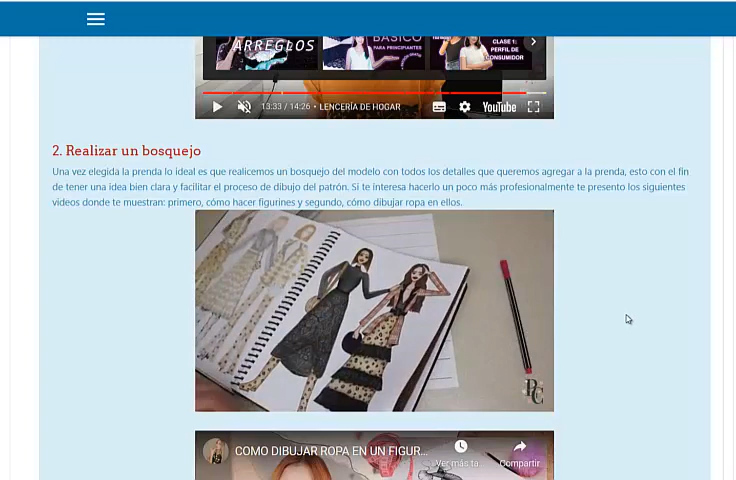 ARREGLOS
BÁSICO
PARA PRINCIPIANTES
CLASE 1:
PERFIL DE
CONSUMIDOR
13:33 / 14:26 • LENCERÍA DE HOGAR
YouTube
2. Realizar un bosquejo
Una vez elegida la prenda lo ideal es que realicemos un bosquejo del modelo con todos los detalles que queremos agregar a la prenda, esto con el fin
de tener una idea bien clara y facilitar el proceso de dibujo del patrón. Si te interesa hacerlo un poco más profesionalmente te presento los siguientes
videos donde te muestran: primero, cómo hacer figurines y segundo, cómo dibujar ropa en ellos.
COMO DIBUJAR ROPA EN UN FIGUR...
Ver más ta...
Compartir